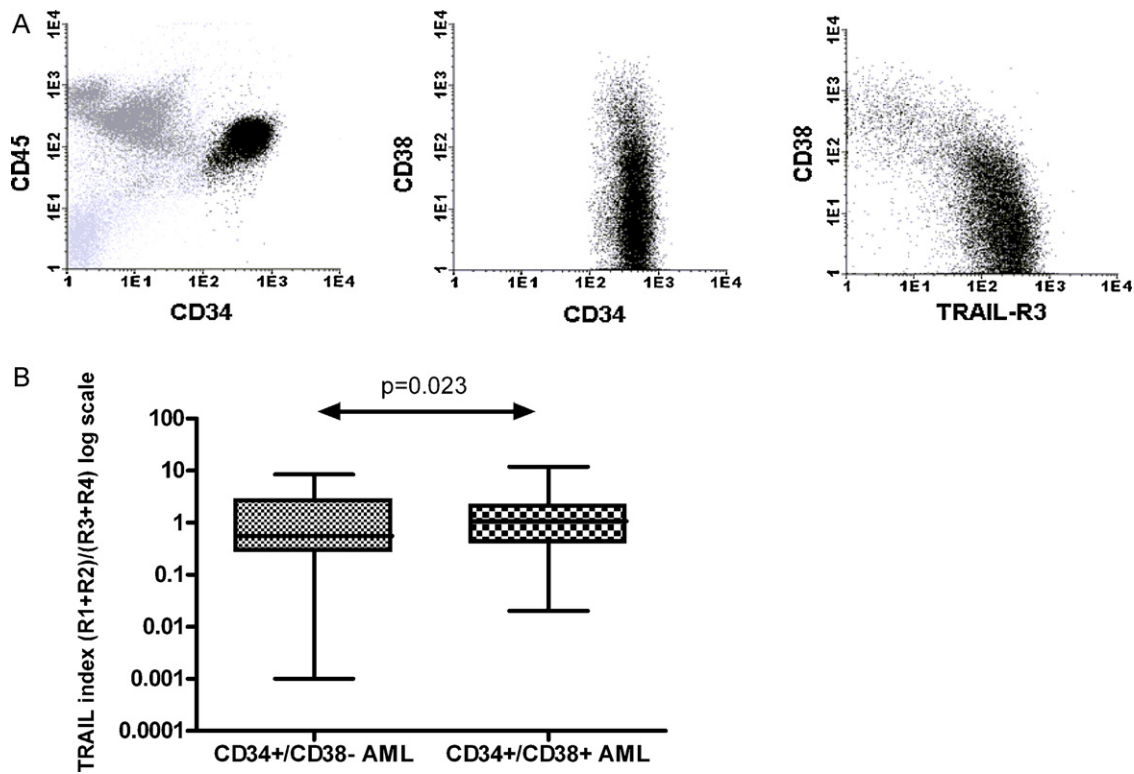 A
1E4
1E3
1E2
1E1
1
CD45
1 1E1 1E2 1E3 1E4
CD34
1E4
1E3
1E2
1E1
1
CD38
1 1E1 1E2 1E3 1E4
CD34
1E4
1E3
1E2
1E1
1
CD38
1 1E1 1E2 1E3 1E4
TRAIL-R3
B
p=0.023
TRAIL index (R1+R2)/(R3+R4) log scale
100
10
1
0.1
0.01
0.001
0.0001
CD34+/CD38- AML CD34+/CD38+ AML